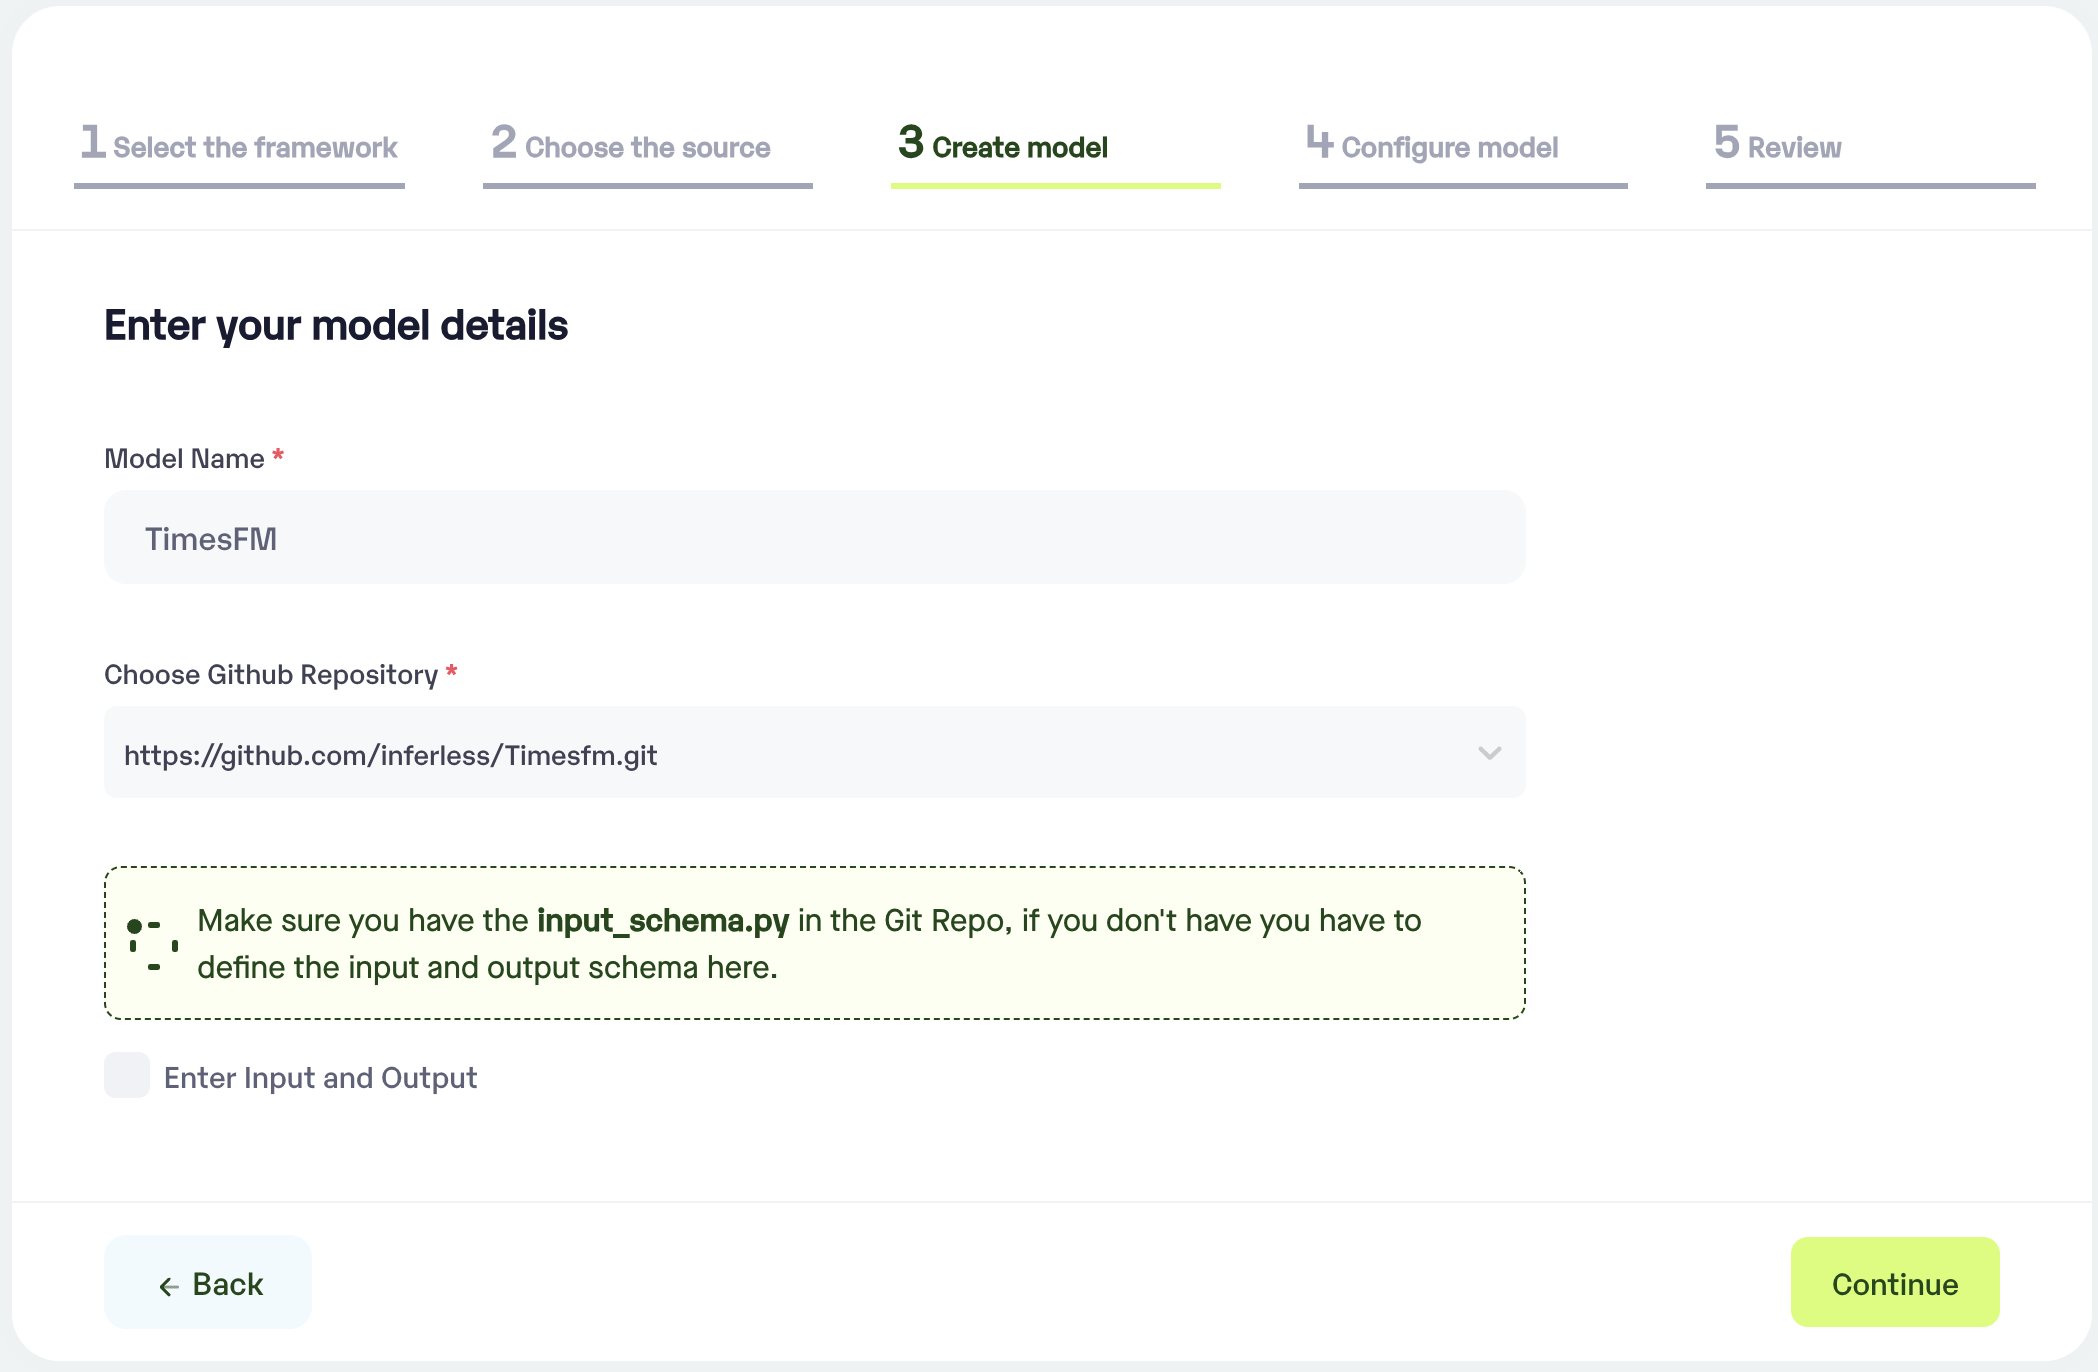 1 Select the framework
2 Choose the source
3 Create model
4 Configure model
5 Review
Enter your model details
Model Name *
TimesFM
Choose Github Repository *
https://github.com/inferless/Timesfm.git
Make sure you have the input_schema.py in the Git Repo, if you don't have you have to
define the input and output schema here.
Enter Input and Output
← Back
Continue